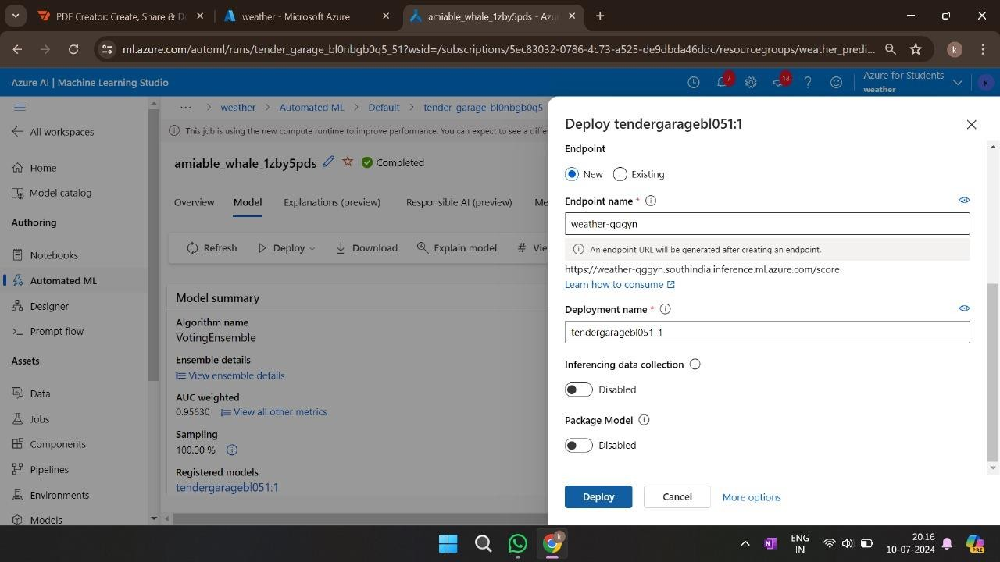 PDF Creator: Create, Share & D
weather - Microsoft Azure
amiable_whale_1zby5pds - Azu
ml.azure.com/automl/runs/tender_garage_bl0nbgb0q5_51?wsid=/subscriptions/5ec83032-0786-4c73-a525-de9dbda46ddc/resourcegroups/weather_predi...
k
Azure AI | Machine Learning Studio
7
18
Azure for Students
weather
K
... > weather > Automated ML > Default > tender_garage_bl0nbgb0q5
All workspaces
Home
Model catalog
Authoring
Notebooks
Automated ML
Designer
Prompt flow
Assets
Data
Jobs
Components
Pipelines
Environments
Models
This job is using the new compute runtime to improve performance. You can expect to see a diffe
amiable_whale_1zby5pds Completed
Overview Model Explanations (preview) Responsible AI (preview) Me
Refresh Deploy Download Explain model # Vie
Model summary
Algorithm name
VotingEnsemble
Ensemble details
View ensemble details
AUC weighted
0.95630 View all other metrics
Sampling
100.00 %
Registered models
tendergaragebl051:1
Deploy tendergaragebl051:1
Endpoint
New Existing
Endpoint name *
weather-qggyn
An endpoint URL will be generated after creating an endpoint.
https://weather-qggyn.southindia.inference.ml.azure.com/score
Learn how to consume
Deployment name *
tendergaragebl051-1
Inferencing data collection
Disabled
Package Model
Disabled
Deploy Cancel More options
ENG
IN
20:16
10-07-2024
PRE